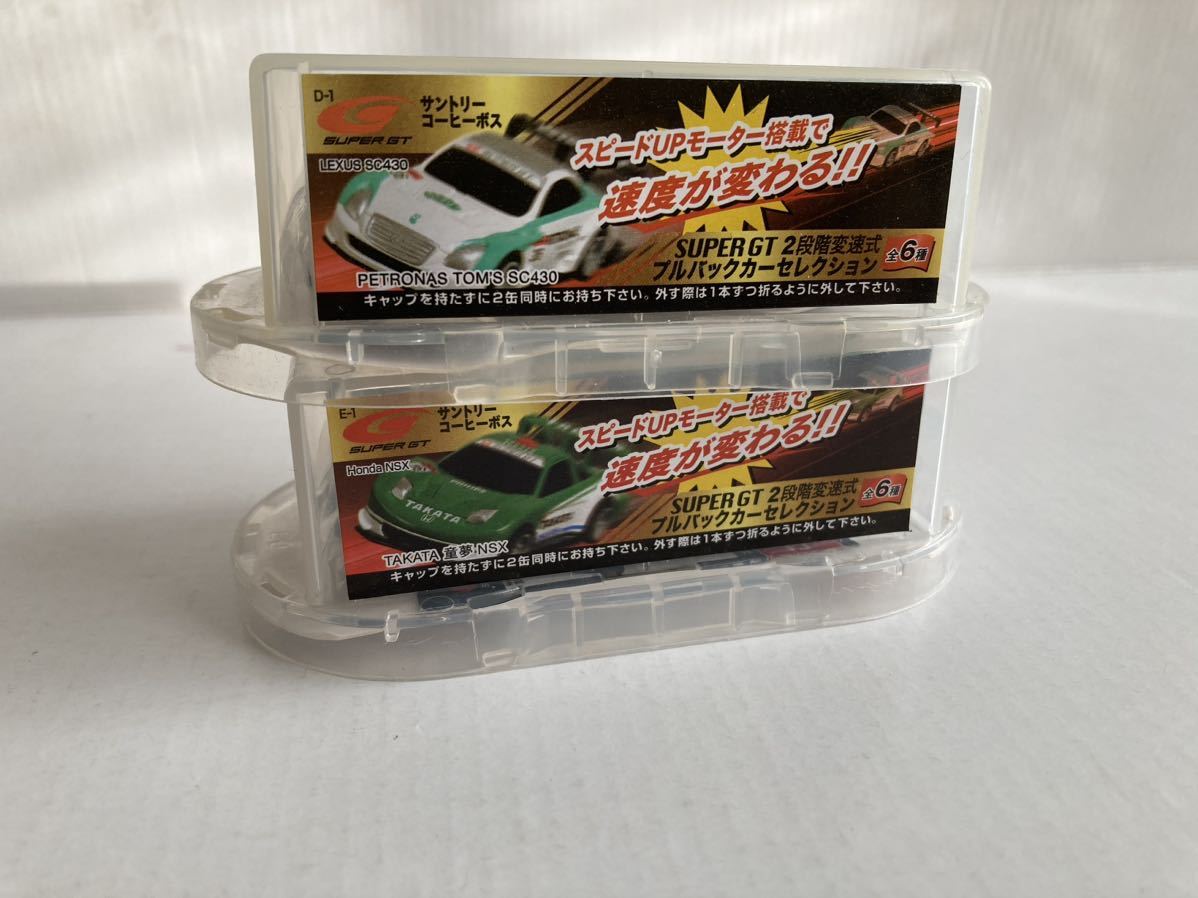 D-1
SUPER GT
サントリー
コーヒーボス
LEXUS SC430
スピードUPモーター搭載で
速度が変わる!!
SUPER GT 2段階変速式
プルバックカーセレクション
全6種
PETRONAS TOM'S SC430
キャップを持たずに2缶同時にお持ち下さい。外す際は1本ずつ折るように外して下さい。
E-1
SUPER GT
サントリー
コーヒーボス
Honda NSX
スピードUPモーター搭載で
速度が変わる!!
TAKATA
SUPER GT 2段階変速式
プルバックカーセレクション
全6種
TAKATA 童夢 NSX
キャップを持たずに2缶同時にお持ち下さい。外す際は1本ずつ折るように外して下さい。